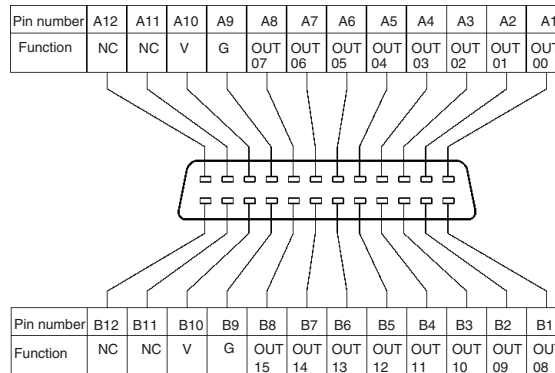 Pin number A12 A11 A10 A9 A8 A7 A6 A5 A4 A3 A2 A1
Function NC NC V G OUT 07 OUT 06 OUT 05 OUT 04 OUT 03 OUT 02 OUT 01 OUT 00
Pin number B12 B11 B10 B9 B8 B7 B6 B5 B4 B3 B2 B1
Function NC NC V G OUT 15 OUT 14 OUT 13 OUT 12 OUT 11 OUT 10 OUT 09 OUT 08